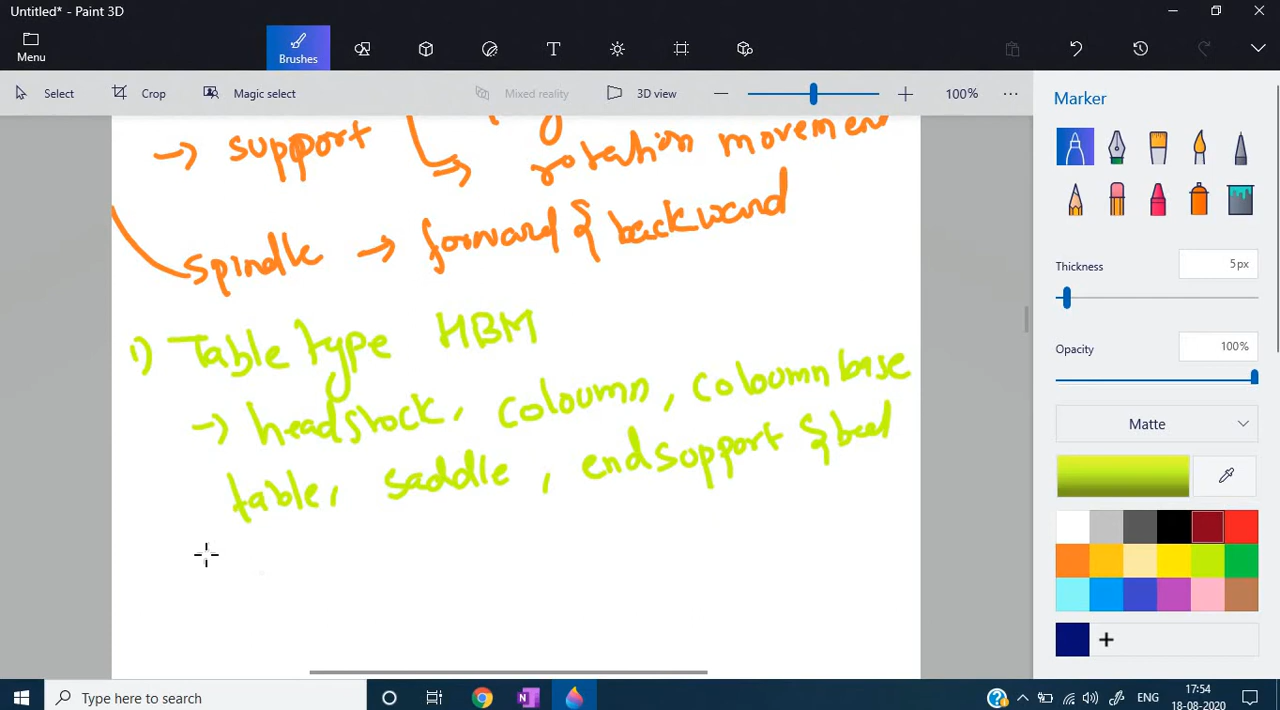 Untitled* - Paint 3D
Menu
Brushes
Select
Crop
Magic select
Mixed reality
3D view
100%
Marker
Thickness
5px
Opacity
100%
Matte
→ support
rotation movement
spindle → forward & backward
1) Table type HBM
→ headstock, coloumn, coloumn base
table, saddle, end support & bed
Type here to search
ENG
17:54
18-08-2020